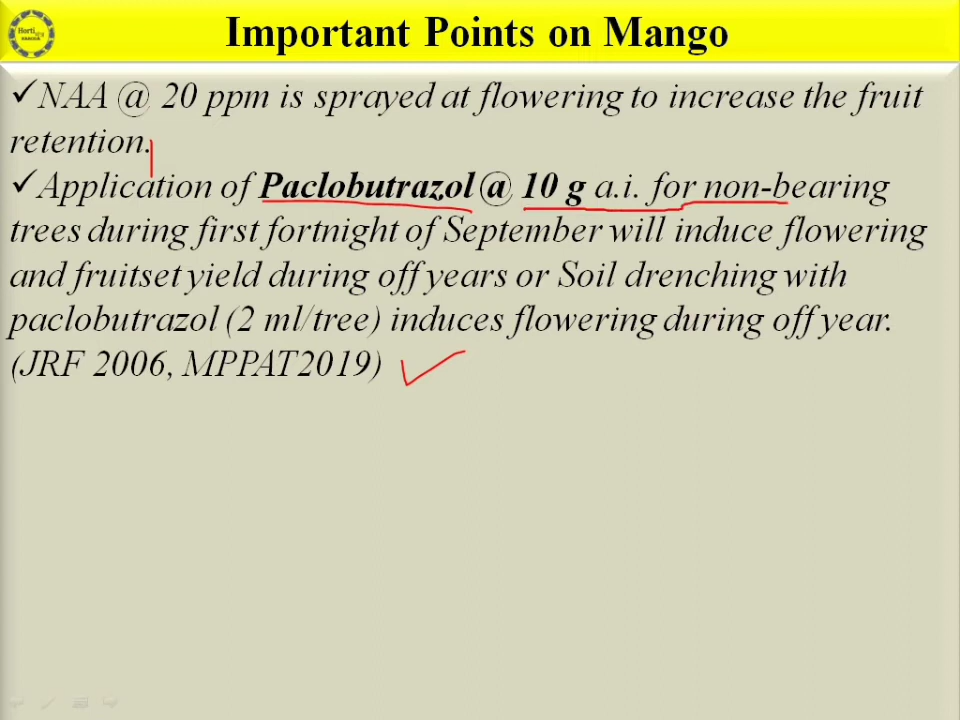 Horti
Important Points on Mango
✓NAA @ 20 ppm is sprayed at flowering to increase the fruit
retention.
✓Application of Paclobutrazol @ 10 g a.i. for non-bearing
trees during first fortnight of September will induce flowering
and fruitset yield during off years or Soil drenching with
paclobutrazol (2 ml/tree) induces flowering during off year.
(JRF 2006, MPPAT2019)